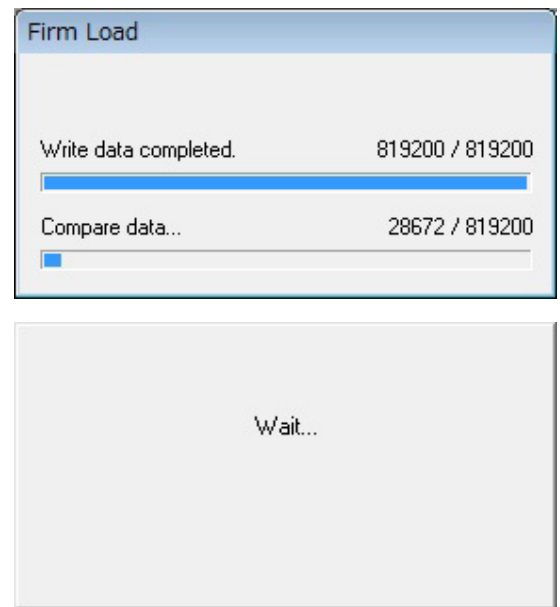 Firm Load
Write data completed. 819200 / 819200
Compare data... 28672 / 819200
Wait...